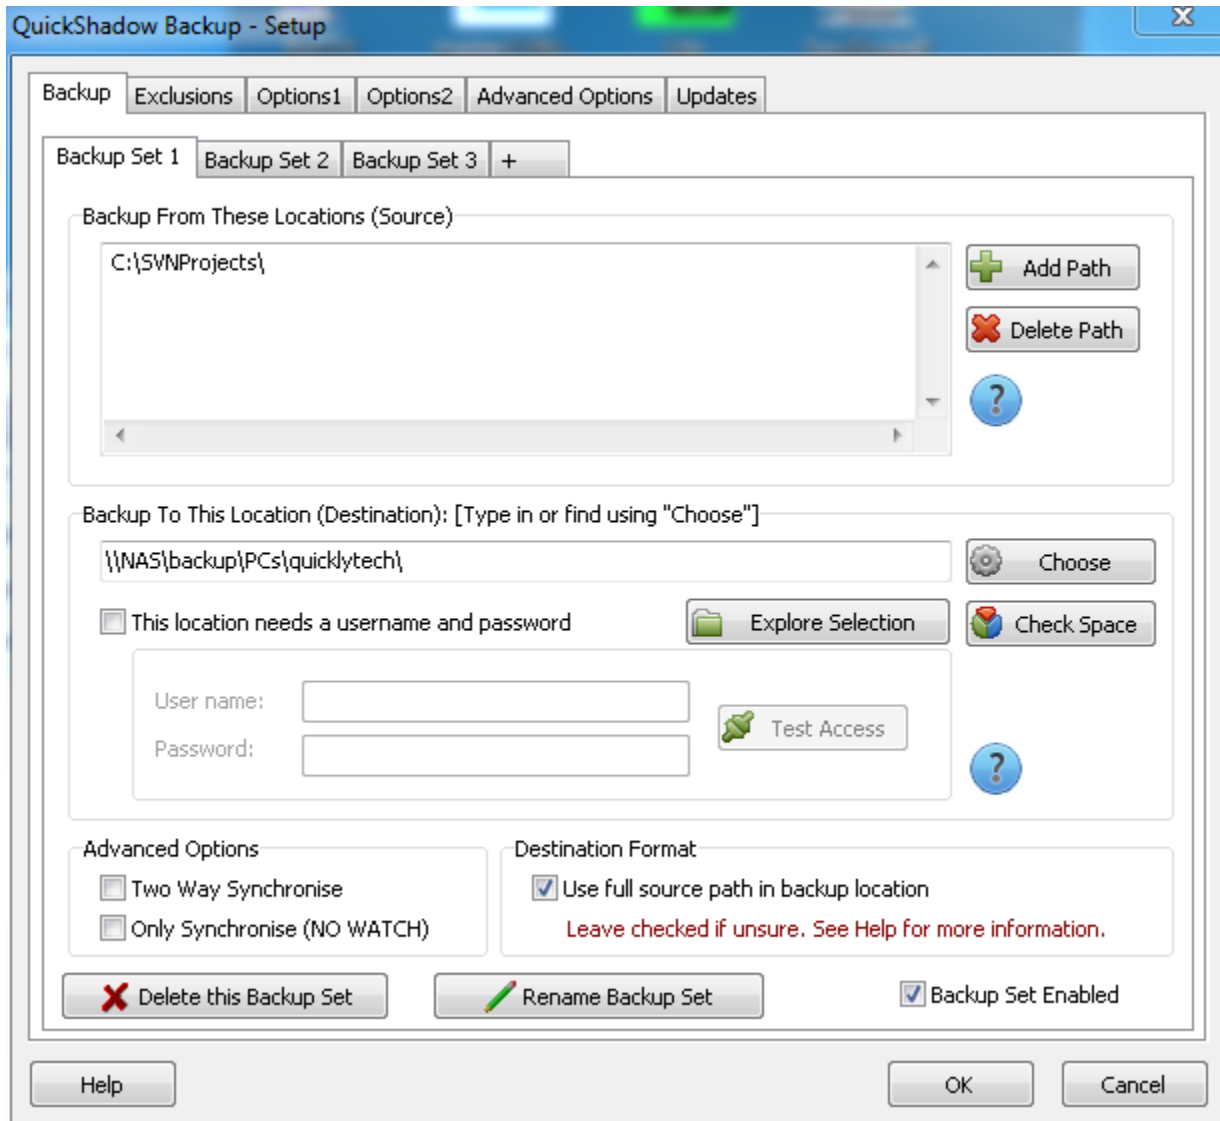 QuickShadow Backup - Setup
Backup Exclusions Options1 Options2 Advanced Options Updates
Backup Set 1 Backup Set 2 Backup Set 3 +
Backup From These Locations (Source)
C:\SVNProjects\
Add Path
Delete Path
?
Backup To This Location (Destination): [Type in or find using "Choose"]
\\NAS\backup\PCs\quicklytech\
Choose
This location needs a username and password
Explore Selection
Check Space
User name:
Password:
Test Access
?
Advanced Options
Two Way Synchronise
Only Synchronise (NO WATCH)
Destination Format
Use full source path in backup location
Leave checked if unsure. See Help for more information.
Delete this Backup Set
Rename Backup Set
Backup Set Enabled
Help
OK
Cancel